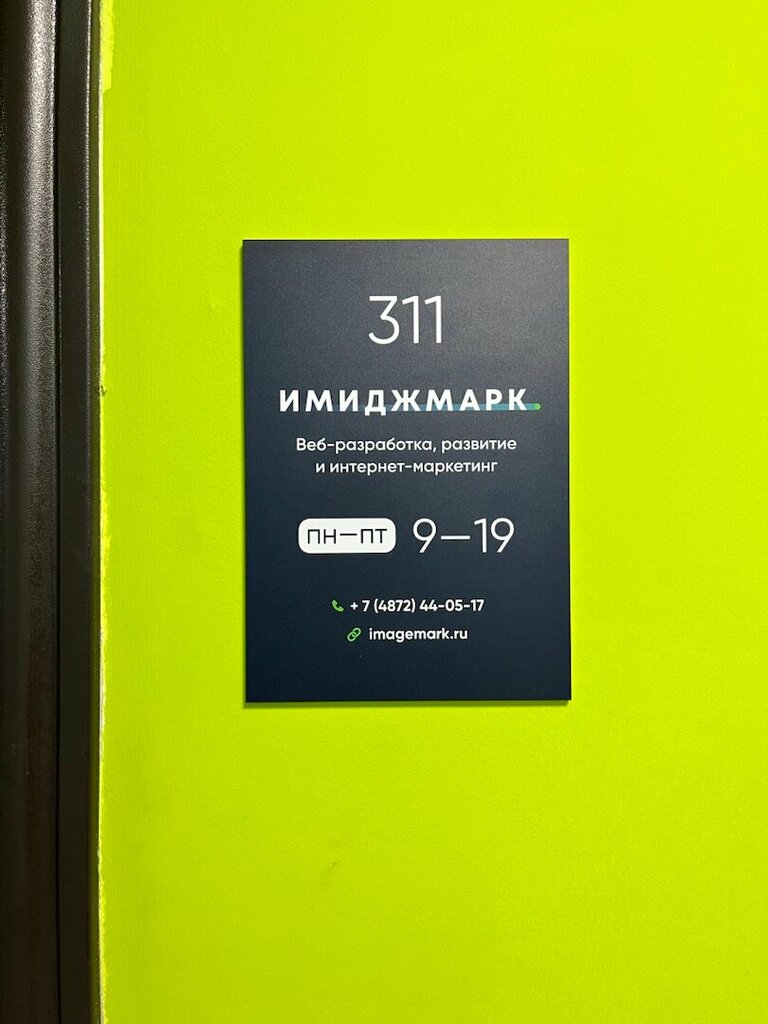 311
ИМИДЖМАРК
Веб-разработка, развитие
и интернет-маркетинг
ПН—ПТ 9—19
+ 7 (4872) 44-05-17
imagemark.ru